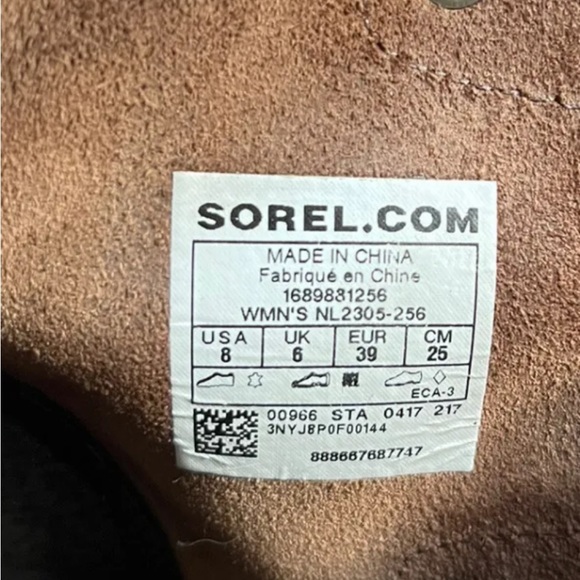 SOREL.COM
MADE IN CHINA
Fabriqué en Chine
1689881256
WMN'S NL2305-256
USA UK EUR CM
8 6 39 25
ECA-3
00966 STA 0417 217
3NYJBP0F00144
888667687747